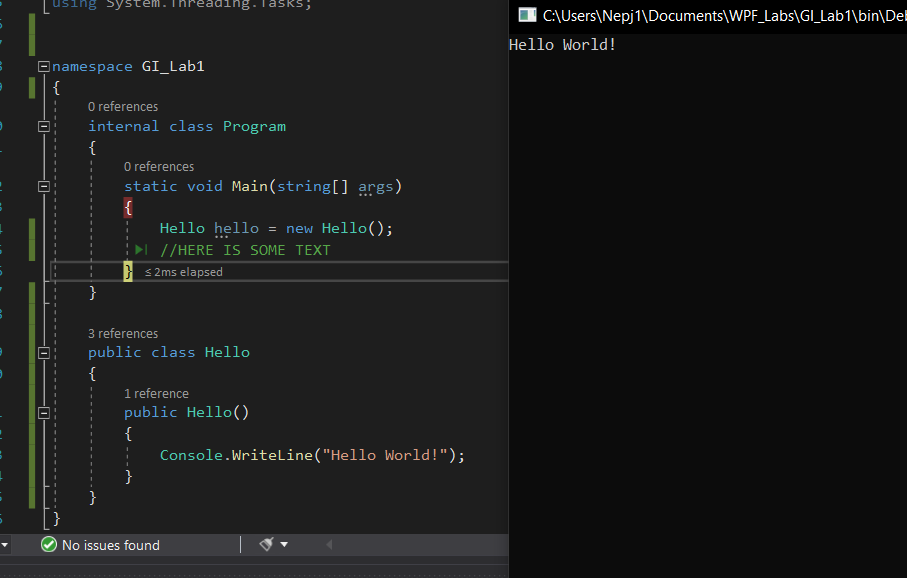 using System.Threading.Tasks;
namespace GI_Lab1
{
0 references
internal class Program
{
0 references
static void Main(string[] args)
{
Hello hello = new Hello();
//HERE IS SOME TEXT
} ≤ 2ms elapsed
}
3 references
public class Hello
{
1 reference
public Hello()
{
Console.WriteLine("Hello World!");
}
}
}
No issues found
C:\Users\Nepj1\Documents\WPF_Labs\GI_Lab1\bin\Deb
Hello World!